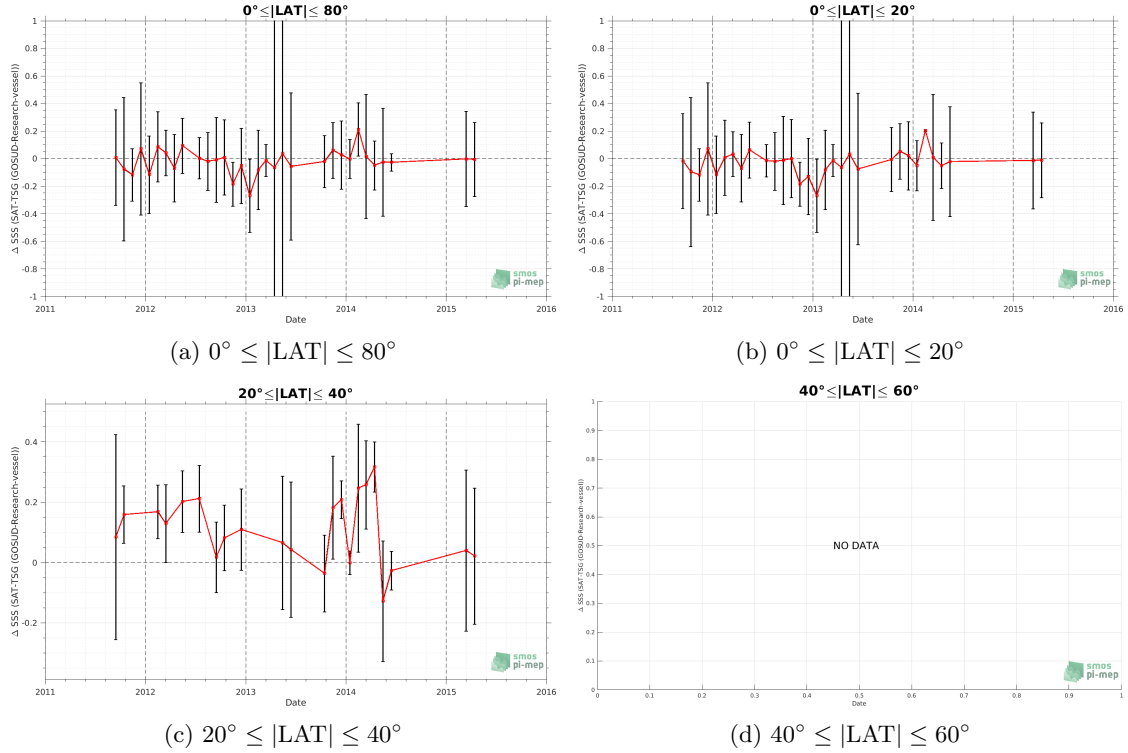 0°≤|LAT|≤ 80°
Δ SSS (SAT-TSG (GOSUD-Research-vessel))
1
0.8
0.6
0.4
0.2
0
-0.2
-0.4
-0.6
-0.8
-1
2011 2012 2013 2014 2015 2016
Date
smos
pi-mep
(a) 0° ≤ |LAT| ≤ 80°
0°≤|LAT|≤ 20°
Δ SSS (SAT-TSG (GOSUD-Research-vessel))
1
0.8
0.6
0.4
0.2
0
-0.2
-0.4
-0.6
-0.8
-1
2011 2012 2013 2014 2015 2016
Date
smos
pi-mep
(b) 0° ≤ |LAT| ≤ 20°
20°≤|LAT|≤ 40°
Δ SSS (SAT-TSG (GOSUD-Research-vessel))
0.4
0.2
0
-0.2
2011 2012 2013 2014 2015 2016
Date
smos
pi-mep
(c) 20° ≤ |LAT| ≤ 40°
40°≤|LAT|≤ 60°
Δ SSS (SAT-TSG (GOSUD-Research-vessel))
1
0.9
0.8
0.7
0.6
0.5
0.4
0.3
0.2
0.1
0
NO DATA
0 0.1 0.2 0.3 0.4 0.5 0.6 0.7 0.8 0.9 1
Date
smos
pi-mep
(d) 40° ≤ |LAT| ≤ 60°